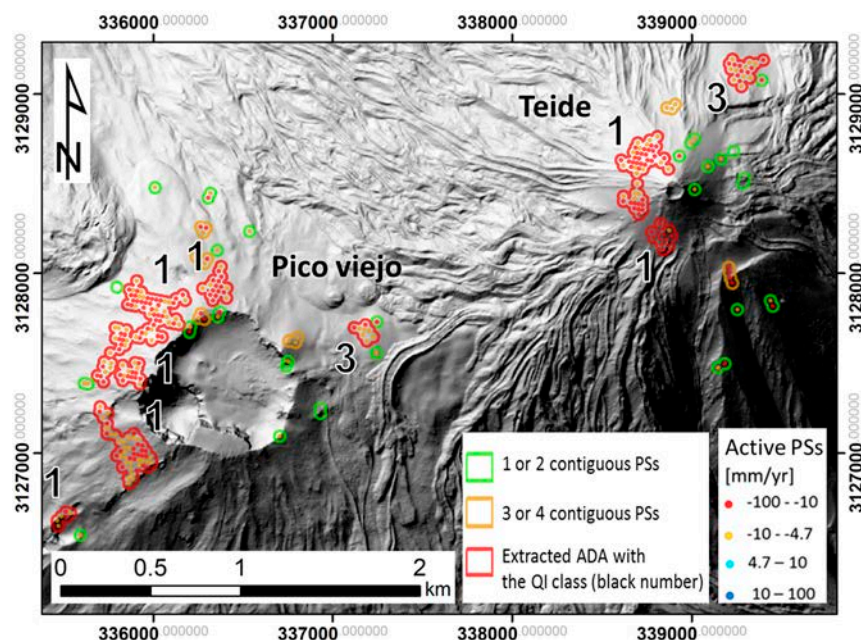 336000.000000 337000.000000 338000.000000 339000.000000
3129000.000000
3128000.000000
3127000.000000
N
Teide
3
1
1
Pico viejo
1
1
3
1
1
1
1 or 2 contiguous PSs
3 or 4 contiguous PSs
Extracted ADA with
the QI class (black number)
Active PSs
[mm/yr]
-100 - -10
-10 - -4.7
4.7 – 10
10 – 100
0 0.5 1 2
km
3129000.000000
3128000.000000
3127000.000000
336000.000000 337000.000000 338000.000000 339000.000000